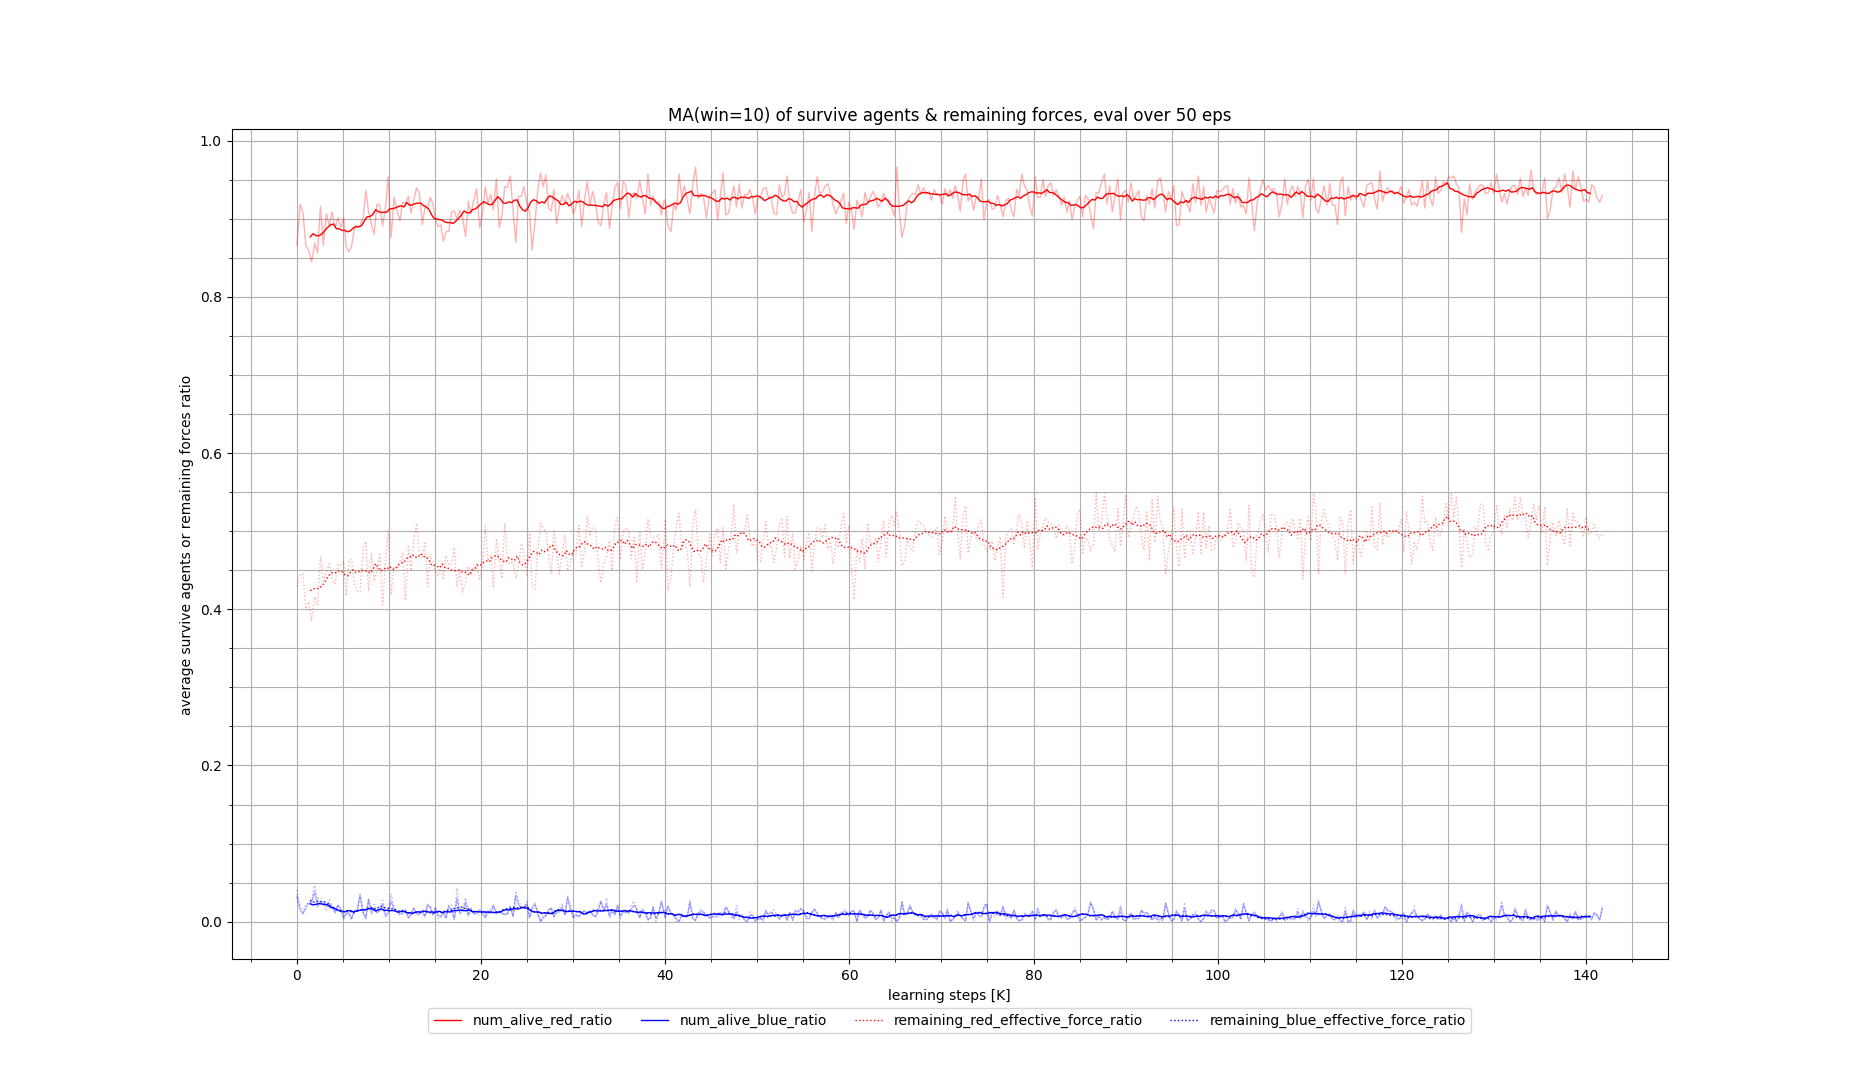 MA(win=10) of survive agents & remaining forces, eval over 50 eps
average survive agents or remaining forces ratio
1.0
0.8
0.6
0.4
0.2
0.0
0 20 40 60 80 100 120 140
learning steps [K]
num_alive_red_ratio num_alive_blue_ratio remaining_red_effective_force_ratio remaining_blue_effective_force_ratio